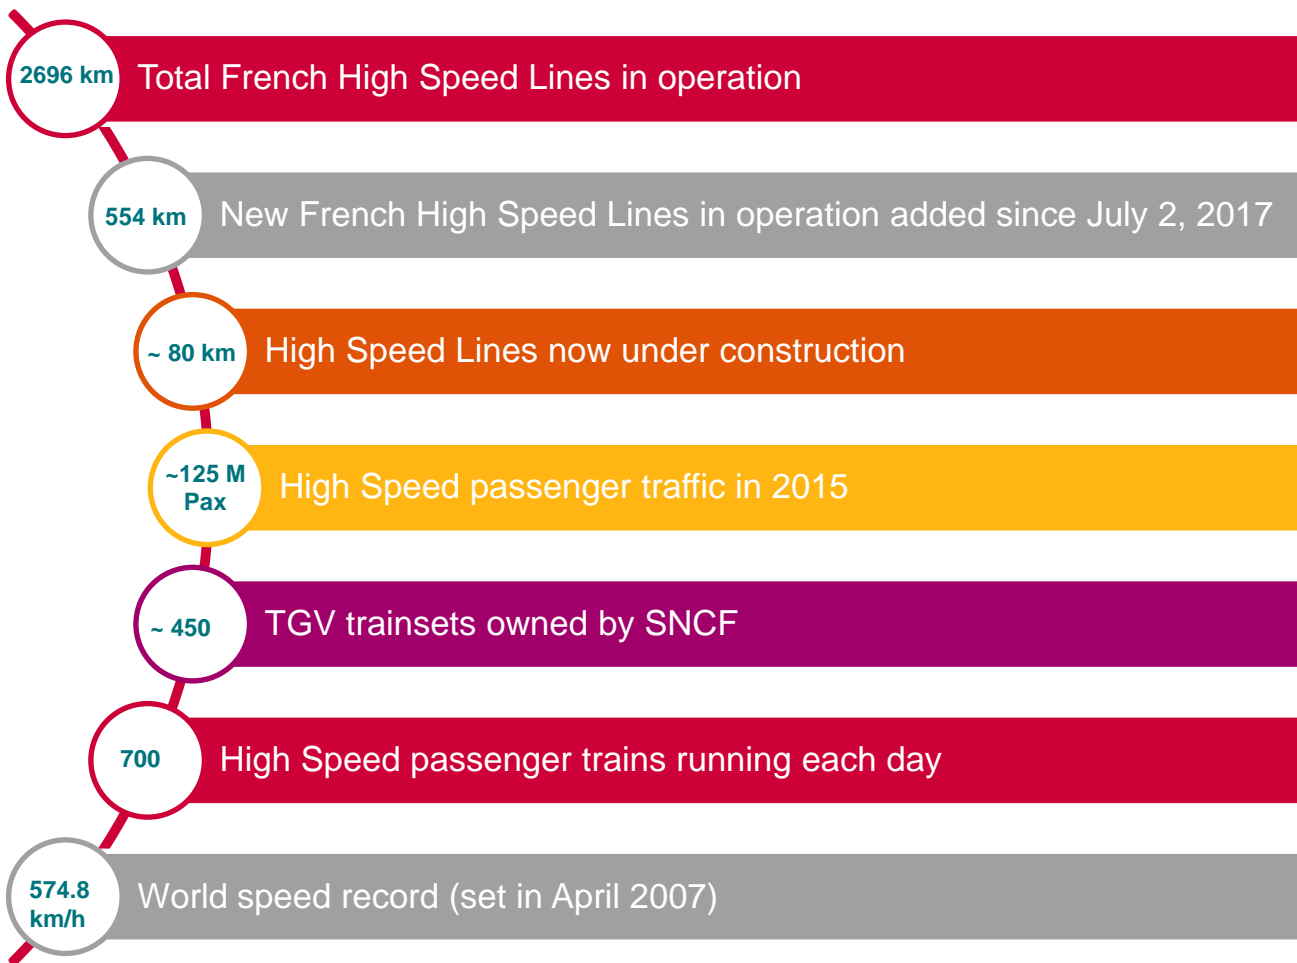 2696 km
Total French High Speed Lines in operation
554 km
New French High Speed Lines in operation added since July 2, 2017
~ 80 km
High Speed Lines now under construction
~125 M
Pax
High Speed passenger traffic in 2015
~ 450
TGV trainsets owned by SNCF
700
High Speed passenger trains running each day
574.8
km/h
World speed record (set in April 2007)